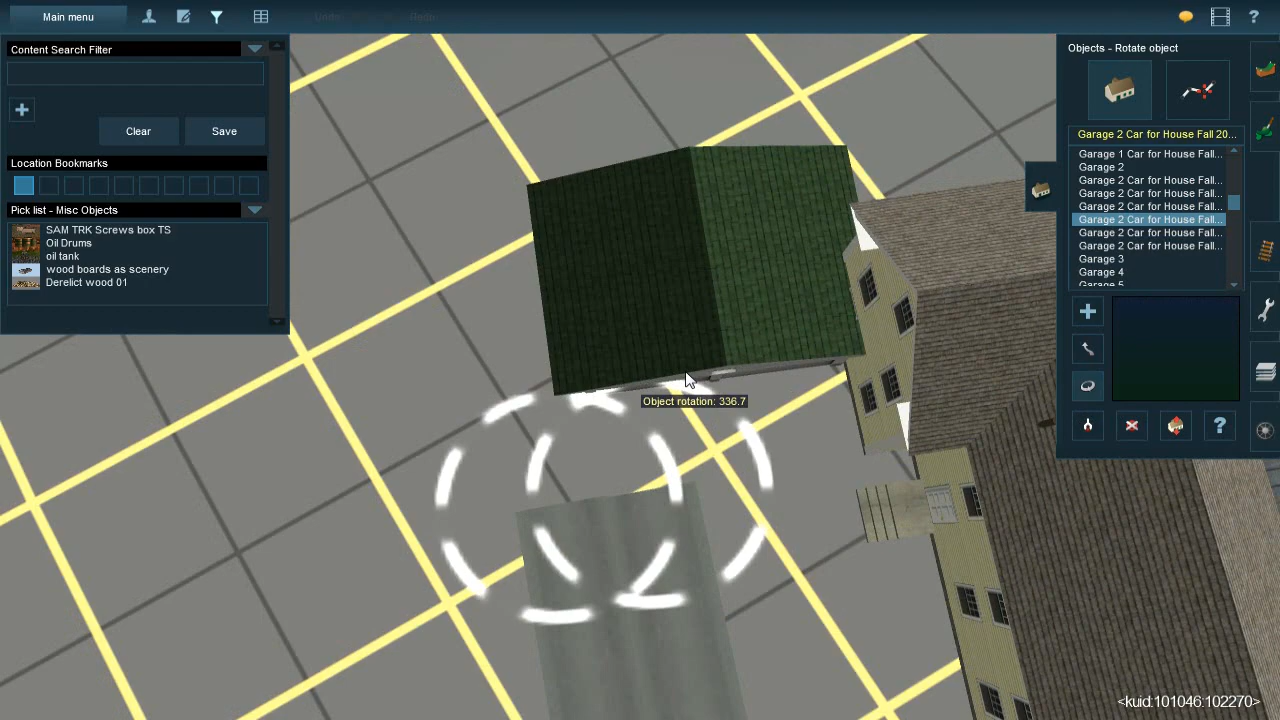 Main menu
Undo
Redo
?
Content Search Filter
Clear
Save
Location Bookmarks
Pick list - Misc Objects
SAM TRK Screws box TS
Oil Drums
oil tank
wood boards as scenery
Derelict wood 01
Object rotation: 336.7
Objects - Rotate object
Garage 2 Car for House Fall 20...
Garage 1 Car for House Fall...
Garage 2
Garage 2 Car for House Fall...
Garage 2 Car for House Fall...
Garage 2 Car for House Fall...
Garage 2 Car for House Fall...
Garage 2 Car for House Fall...
Garage 2 Car for House Fall...
Garage 3
Garage 4
Garage 5
?
<kuid:101046:102270>